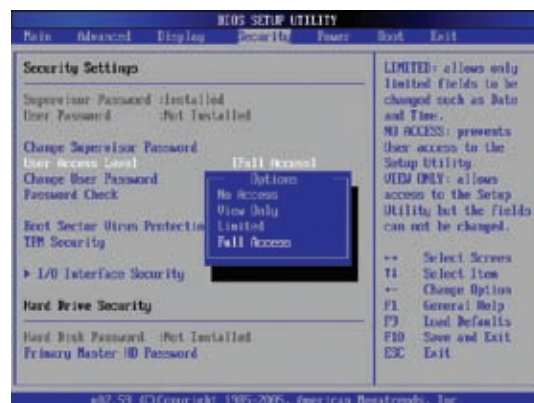 BIOS SETUP UTILITY
Main Advanced Display Security Power Boot Exit
Security Settings
Supervisor Password :Installed
User Password :Not Installed
Change Supervisor Password
User Access Level [Full Access]
Change User Password
Password Check
Boot Sector Virus Protection
TPM Security
I/O Interface Security
Hard Drive Security
Hard Disk Password :Not Installed
Primary Master HD Password
Options
No Access
View Only
Limited
Full Access
LIMITED: allows only
limited fields to be
changed such as Date
and Time.
NO ACCESS: prevents
User access to the
Setup Utility.
VIEW ONLY: allows
access to the Setup
Utility but the fields
can not be changed.
↔ Select Screen
↑↓ Select Item
+- Change Option
F1 General Help
F9 Load Defaults
F10 Save and Exit
ESC Exit
v02.59 (C)Copyright 1985-2005, American Megatrends, Inc